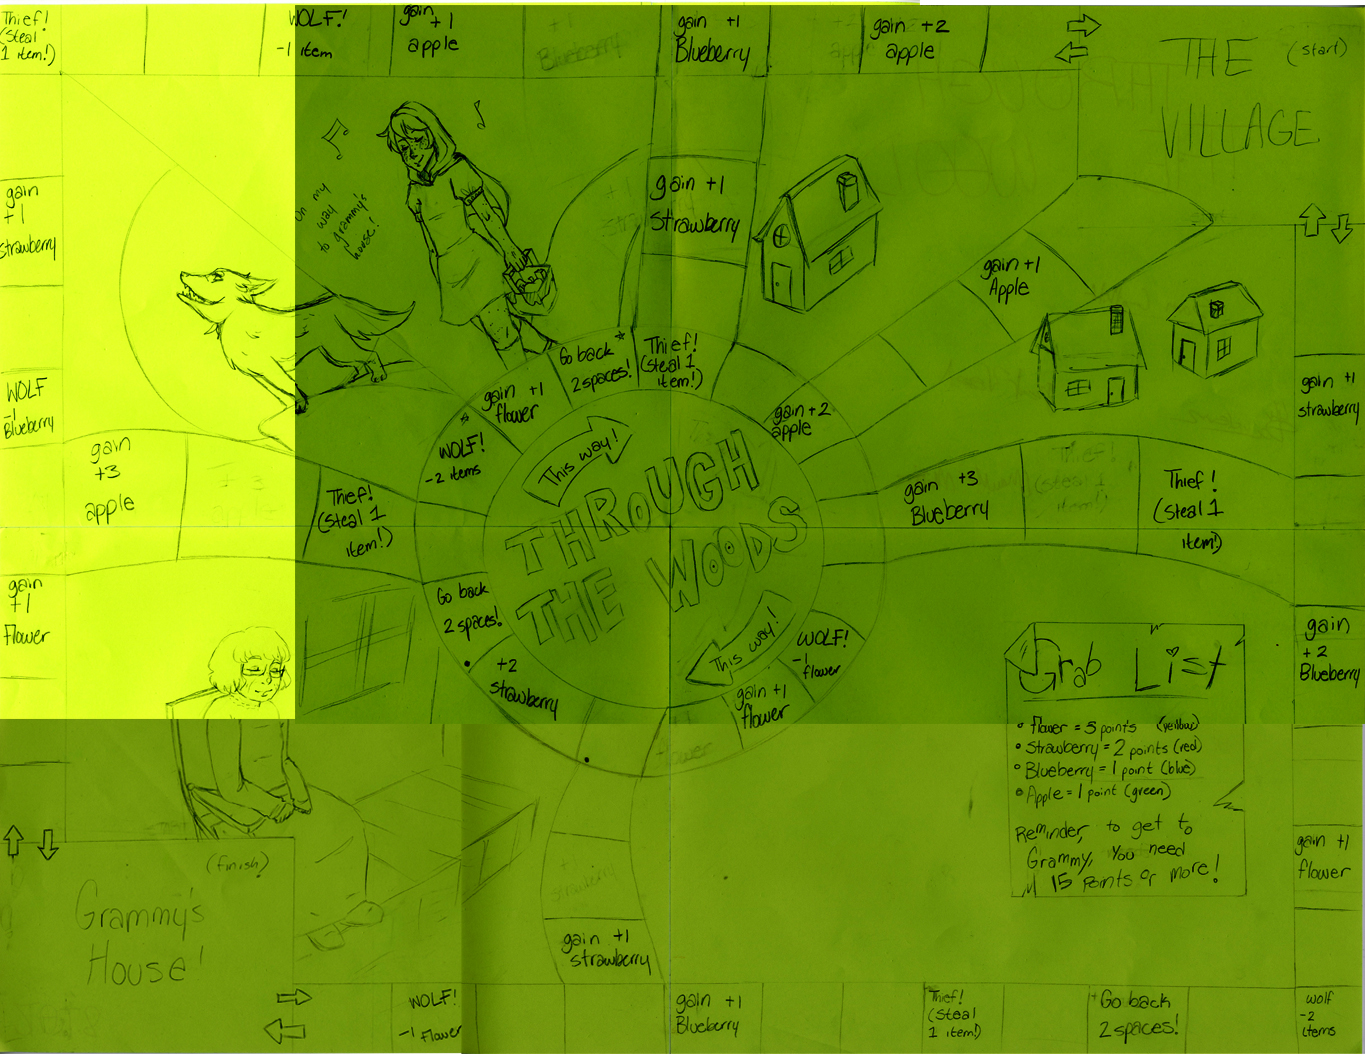 Thief!
(Steal
1 item!)
WOLF!
-1 item
gain
+1
apple
+1
Blueberry
gain +1
Blueberry
gain +2
apple
THE
(start)
VILLAGE
gain
+1
strawberry
on my
way
to grammy's
house!
gain +1
strawberry
gain +1
Apple
WOLF
-1
Blueberry
gain +1
strawberry
Go back *
2 spaces!
Thief!
(steal 1
item!)
gain +1
flower
WOLF!
-2 items
gain +2
apple
This way!
THROUGH
THE WOODS
This way!
gain
+3
apple
+3
Thief!
(Steal 1
item!)
gain +3
Blueberry
Thief!
(steal 1
item!)
Thief!
(steal 1
item!)
gain
+1
flower
Go back
2 spaces!
+2
strawberry
WOLF!
-1
flower
gain +1
flower
flower
gain
+2
Blueberry
Grab List
flower = 5 points (yellow)
Strawberry = 2 points (red)
Blueberry = 1 point (blue)
Apple = 1 point (green)
Reminder, to get to
Grammy, you need
15 points or more!
gain +1
flower
(finish)
Grammy's
House!
strawberry
gain +1
strawberry
WOLF!
-1 flower
gain +1
Blueberry
Thief!
(Steal
1 item!)
Go back
2 spaces!
wolf
-2
items